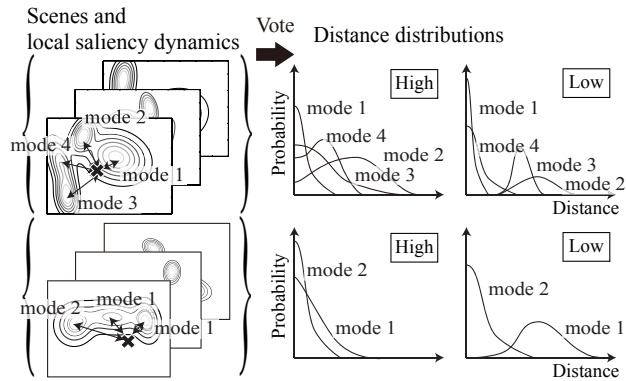 Scenes and
local saliency dynamics
Vote
Distance distributions
mode 2
mode 4
mode 1
mode 3
Probability
High
mode 1
mode 4
mode 2
mode 3
Low
mode 1
mode 4
mode 3
mode 2
Distance
mode 1
mode 2
mode 1
Probability
High
mode 2
mode 1
Low
mode 2
mode 1
Distance